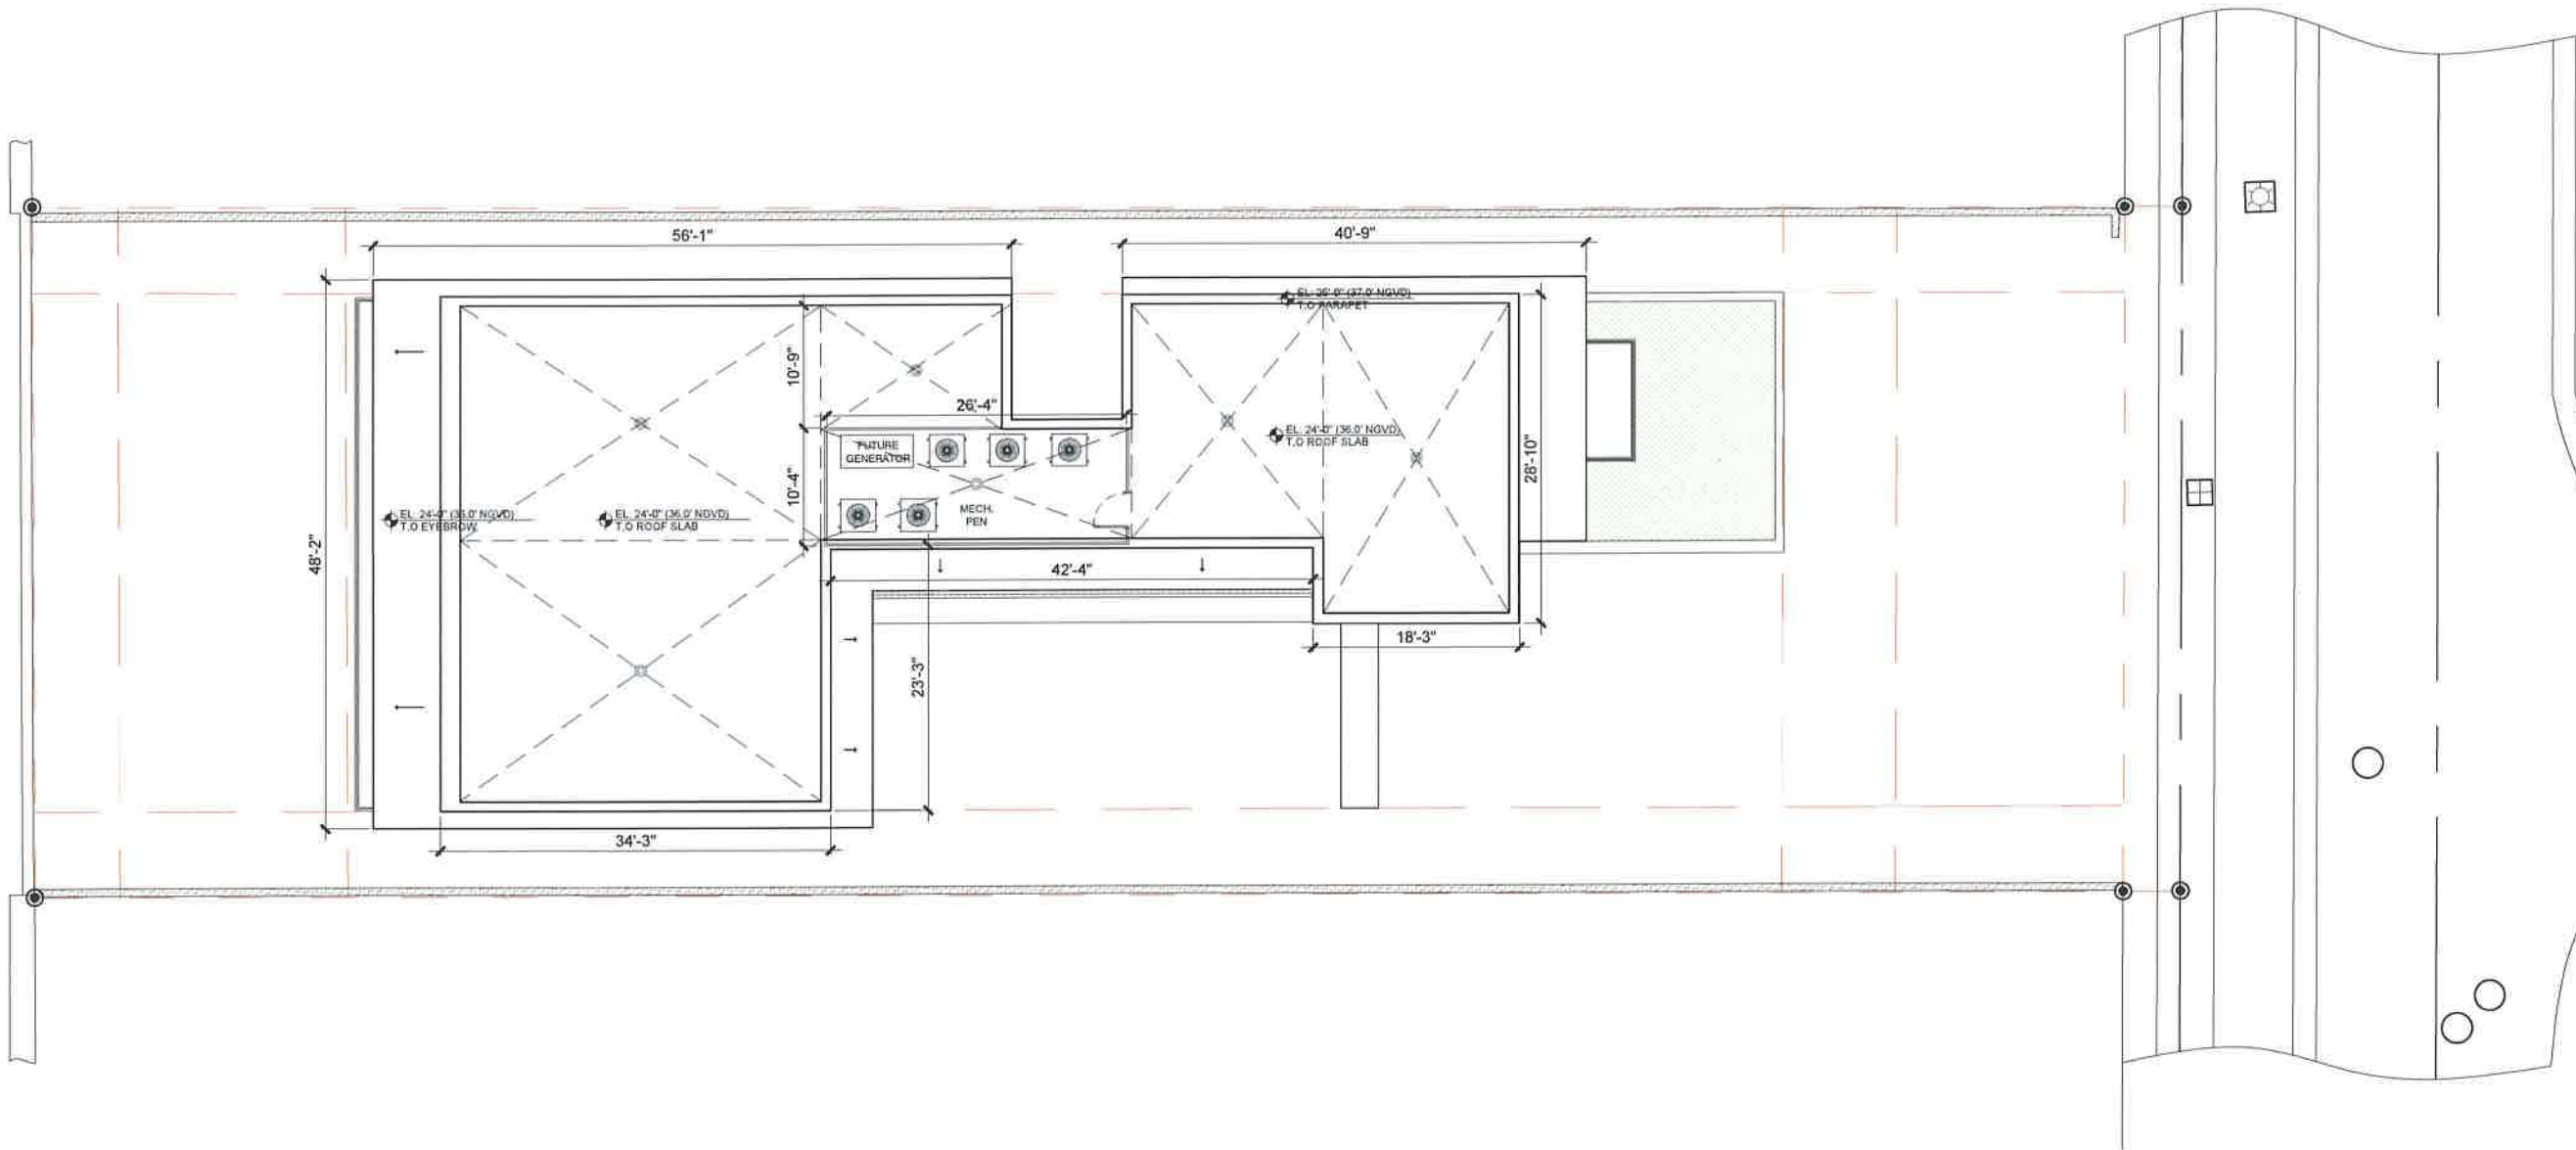 56'-1"
40'-9"
EL. 26'-0" (37.0' NGVD)
T.O PARAPET
10'-9"
26'-4"
EL. 24'-0" (36.0' NGVD)
T.O ROOF SLAB
28'-10"
FUTURE
GENERATOR
10'-4"
MECH.
PEN
EL. 24'-0" (36.0' NGVD)
T.O EYEBROW
EL. 24'-0" (36.0' NGVD)
T.O ROOF SLAB
48'-2"
42'-4"
18'-3"
23'-3"
34'-3"